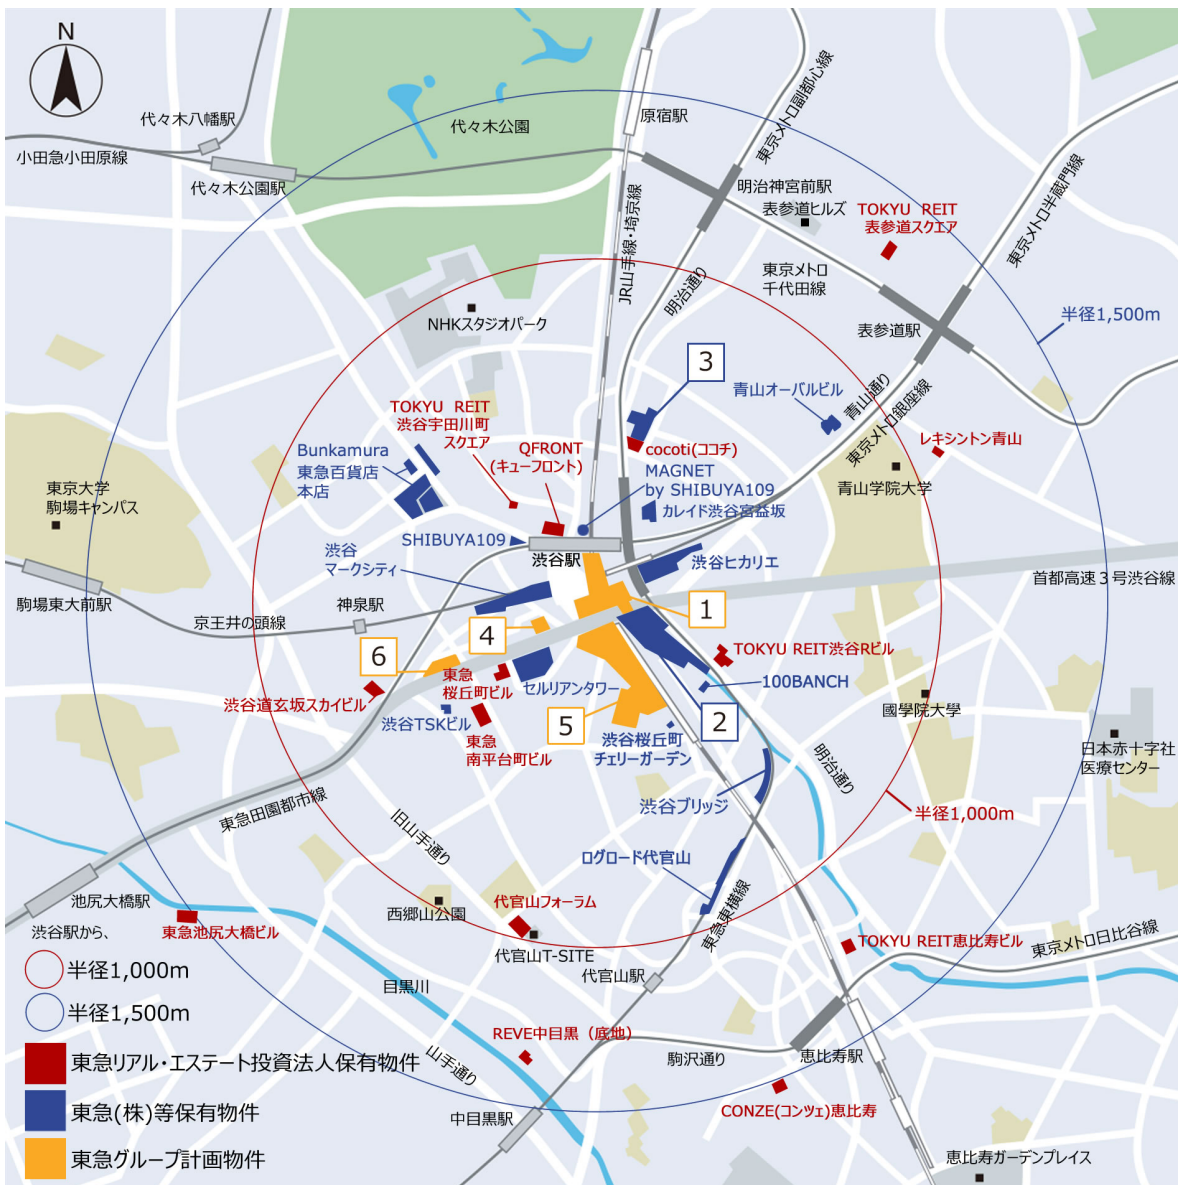 N
代々木八幡駅
小田急小田原線
代々木公園駅
代々木公園
原宿駅
東京メトロ副都心線
明治神宮前駅
表参道ヒルズ
TOKYU REIT
表参道スクエア
東京メトロ半蔵門線
JR山手線・埼京線
明治通り
東京メトロ
千代田線
表参道駅
半径1,500m
NHKスタジオパーク
3
青山オーバルビル
青山通り
東京メトロ銀座線
レキシントン青山
TOKYU REIT
渋谷宇田川町
スクエア
QFRONT
(キューフロント)
cocoti(ココチ)
MAGNET
by SHIBUYA109
カレイド渋谷宮益坂
青山学院大学
Bunkamura
東急百貨店
本店
東京大学
駒場キャンパス
SHIBUYA109
渋谷駅
渋谷
マークシティ
渋谷ヒカリエ
首都高速3号渋谷線
駒場東大前駅
京王井の頭線
神泉駅
1
4
6
TOKYU REIT渋谷Rビル
100BANCH
渋谷道玄坂スカイビル
東急
桜丘町ビル
セルリアンタワー
渋谷TSKビル
5
2
國學院大學
東急
南平台町ビル
渋谷桜丘町
チェリーガーデン
日本赤十字社
医療センター
明治通り
渋谷ブリッジ
東急田園都市線
旧山手通り
半径1,000m
ログロード代官山
池尻大橋駅
西郷山公園
代官山フォーラム
東急東横線
東急池尻大橋ビル
代官山T-SITE
TOKYU REIT恵比寿ビル
東京メトロ日比谷線
渋谷駅から、
半径1,000m
半径1,500m
目黒川
代官山駅
REVE中目黒（底地）
山手通り
駒沢通り
恵比寿駅
東急リアル・エステート投資法人保有物件
東急(株)等保有物件
東急グループ計画物件
中目黒駅
CONZE(コンツェ)恵比寿
恵比寿ガーデンプレイス